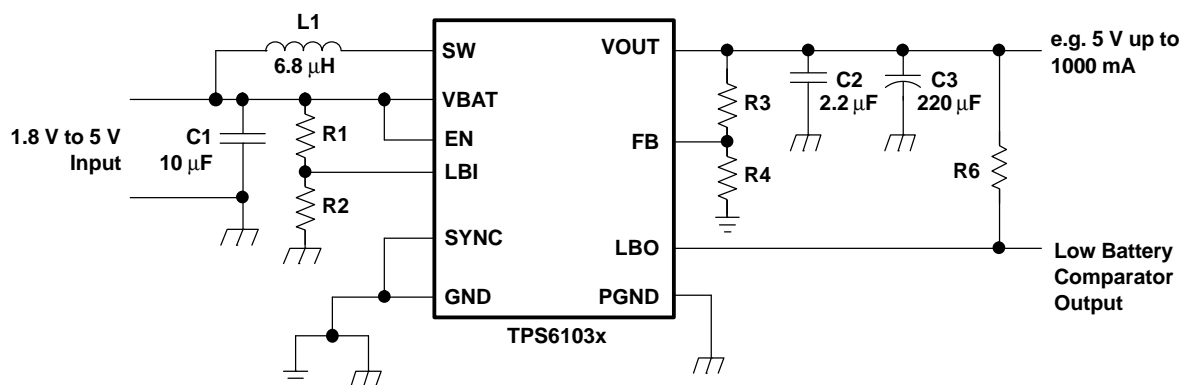 L1
6.8 µH
SW
VOUT
e.g. 5 V up to
1000 mA
C2
2.2 µF
C3
220 µF
R3
VBAT
R1
1.8 V to 5 V
Input
C1
10 µF
EN
FB
LBI
R4
R6
R2
SYNC
LBO
Low Battery
Comparator
Output
GND
PGND
TPS6103x